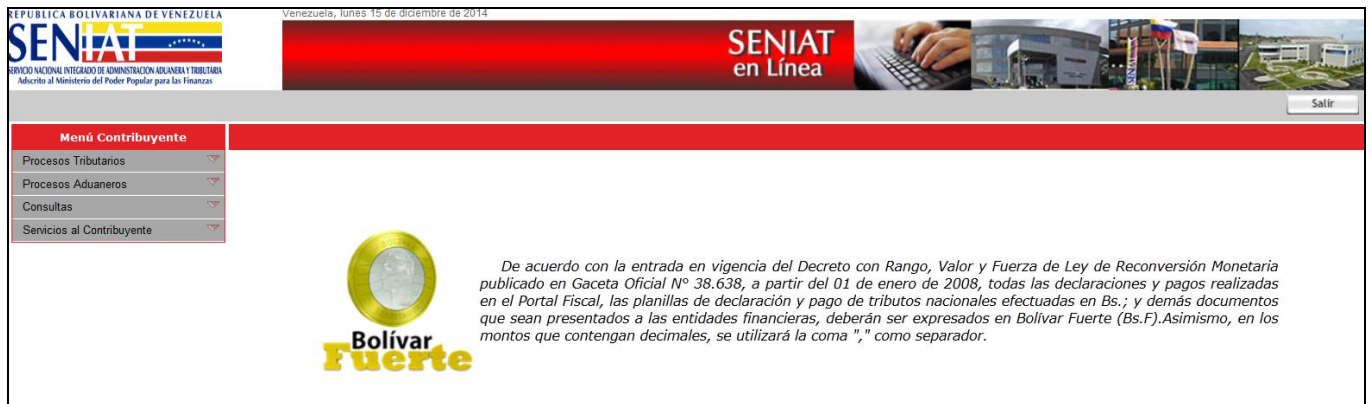 REPUBLICA BOLIVARIANA DE VENEZUELA
SENIAT
SERVICIO NACIONAL INTEGRADO DE ADMINISTRACION ADUANERA Y TRIBUTARIA
Adscrito al Ministerio del Poder Popular para las Finanzas
Venezuela, lunes 15 de diciembre de 2014
SENIAT
en Línea
Salir
Menú Contribuyente
Procesos Tributarios
Procesos Aduaneros
Consultas
Servicios al Contribuyente
De acuerdo con la entrada en vigencia del Decreto con Rango, Valor y Fuerza de Ley de Reconversión Monetaria
publicado en Gaceta Oficial N° 38.638, a partir del 01 de enero de 2008, todas las declaraciones y pagos realizadas
en el Portal Fiscal, las planillas de declaración y pago de tributos nacionales efectuadas en Bs.; y demás documentos
que sean presentados a las entidades financieras, deberán ser expresados en Bolívar Fuerte (Bs.F).Asimismo, en los
montos que contengan decimales, se utilizará la coma "," como separador.
Bolívar
Fuerte